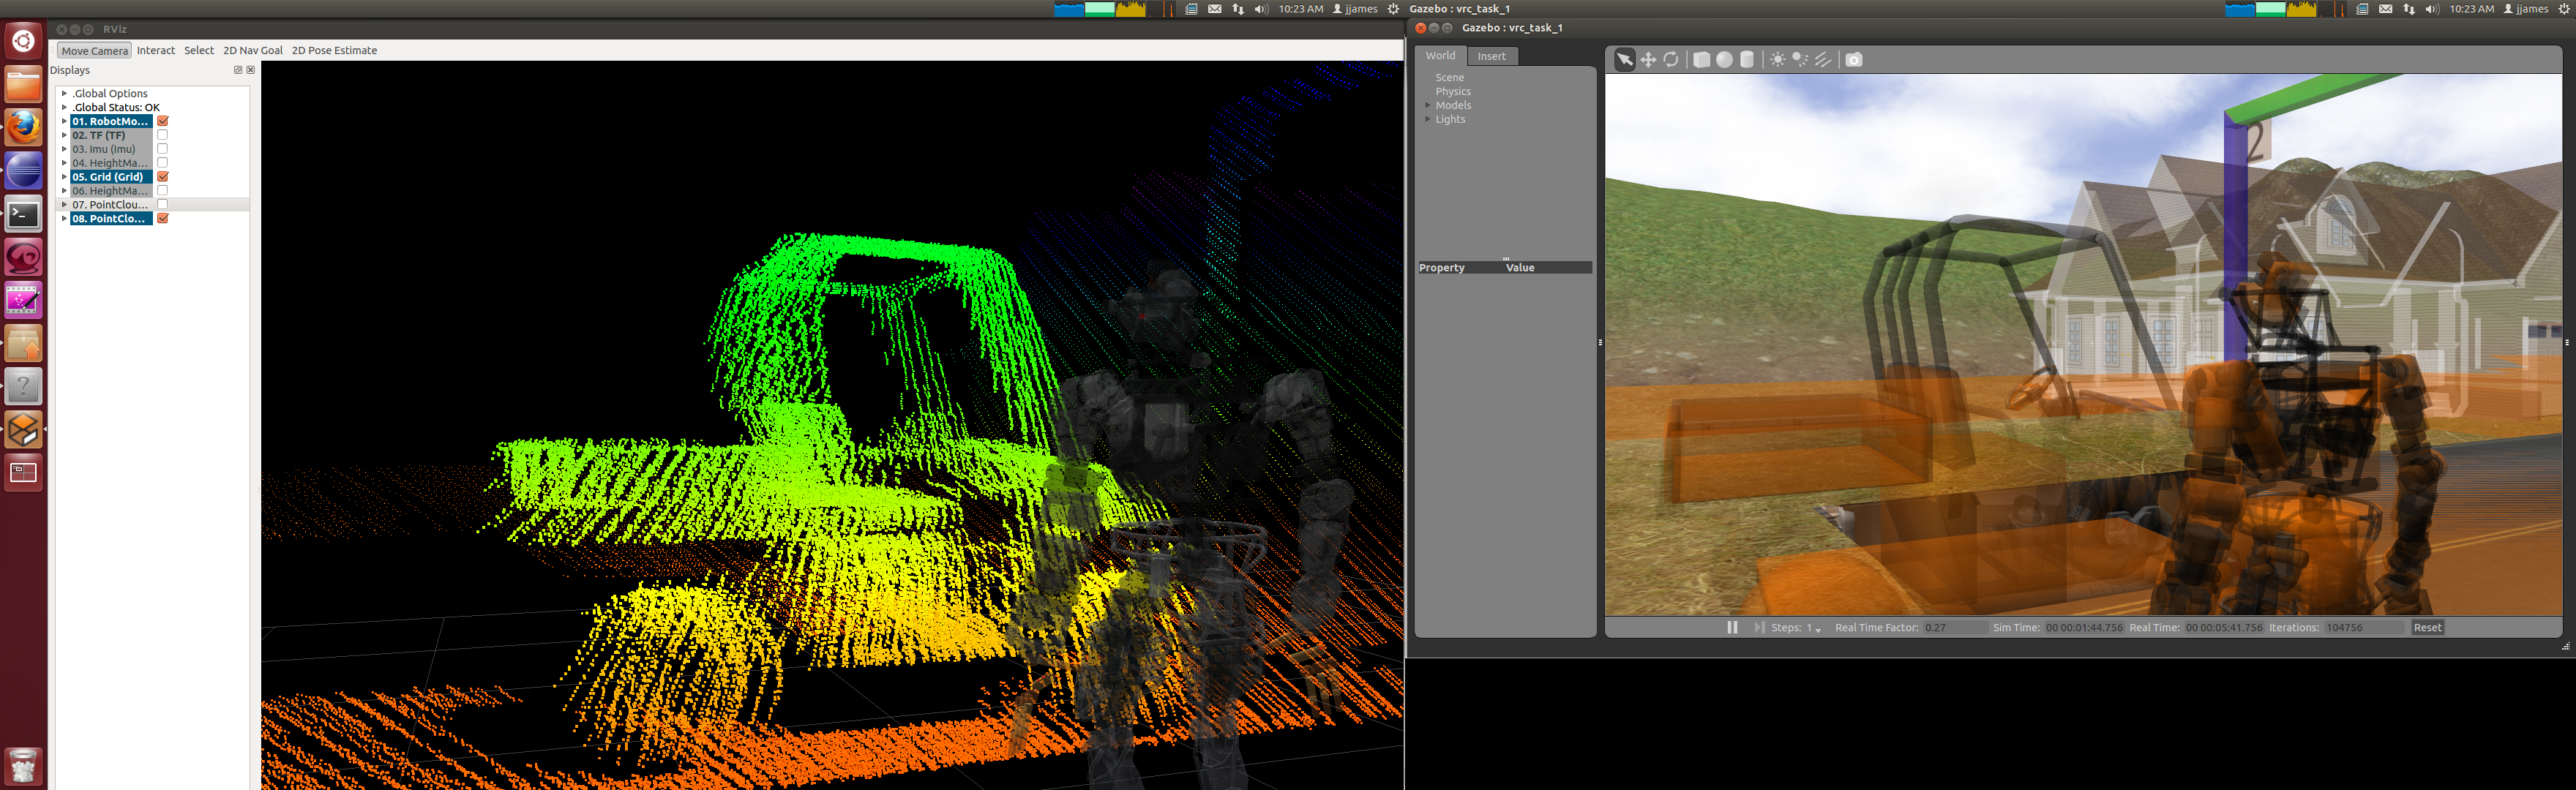 10:23 AM jjames Gazebo : vrc_task_1 10:23 AM jjames
RViz
Move Camera Interact Select 2D Nav Goal 2D Pose Estimate
Displays
.Global Options
.Global Status: OK
01. RobotMo...
02. TF (TF)
03. Imu (Imu)
04. HeightMa...
05. Grid (Grid)
06. HeightMa...
07. PointClou...
08. PointClo...
Gazebo : vrc_task_1
World Insert
Scene
Physics
Models
Lights
Property Value
2
Steps: 1 Real Time Factor: 0.27 Sim Time: 00 00:01:44.756 Real Time: 00 00:05:41.756 Iterations: 104756 Reset